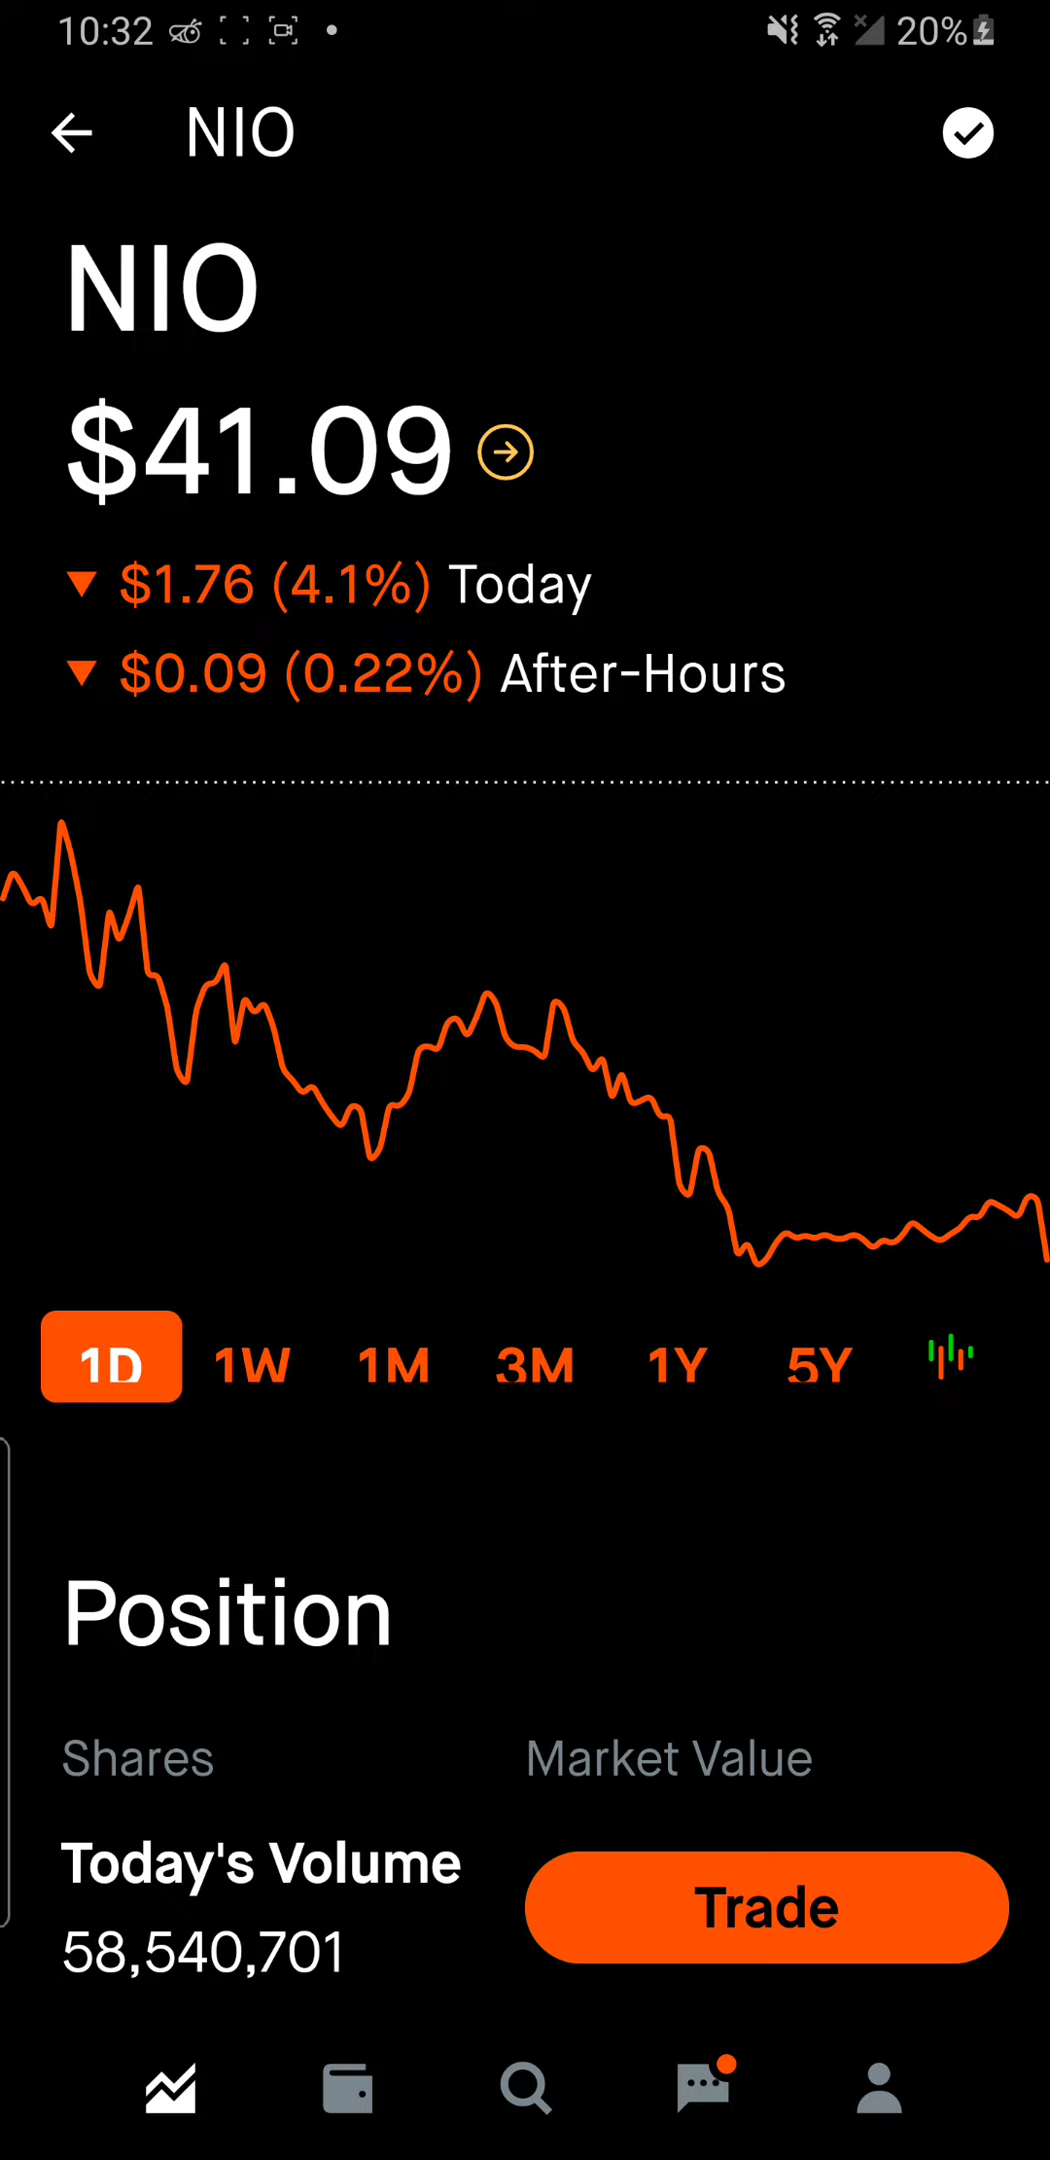 10:32 20%
NIO
NIO
$41.09
$1.76 (4.1%) Today
$0.09 (0.22%) After-Hours
1D 1W 1M 3M 1Y 5Y
Position
Shares Market Value
Today's Volume
58,540,701
Trade